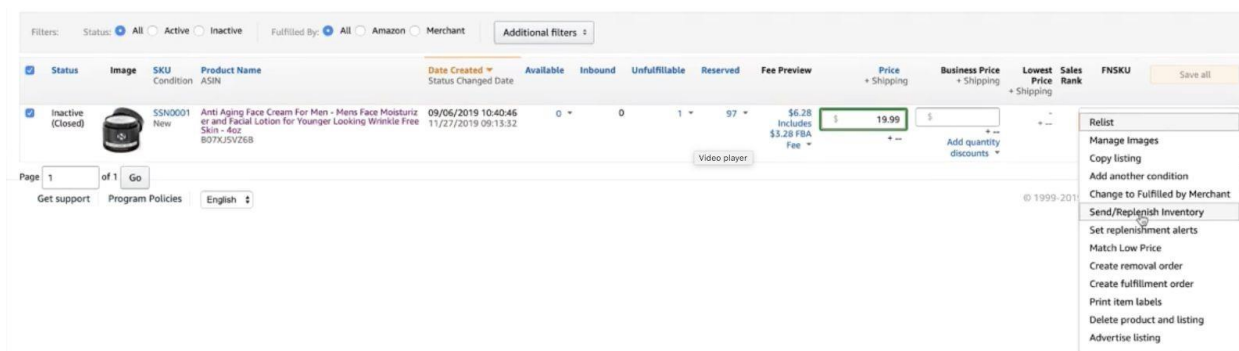 Filters: Status: All Active Inactive Fulfilled By: All Amazon Merchant Additional filters
Status Image SKU Product Name Date Created Available Inbound Unfulfillable Reserved Fee Preview Price Business Price Lowest Sales FNSKU Save all
Condition ASIN Status Changed Date + Shipping + Shipping Price Rank
+ Shipping
Inactive SSN0001 Anti Aging Face Cream For Men - Mens Face Moisturiz 09/06/2019 10:40:46 0 0 1 97 $6.28 $ 19.99 $ -
(Closed) New er and Facial Lotion for Younger Looking Wrinkle Free 11/27/2019 09:13:32 Includes + -- + -- + --
Skin - 4oz $3.28 FBA Add quantity
B07XJSVZ6B Fee discounts
Video player
Relist
Manage Images
Copy listing
Add another condition
Change to Fulfilled by Merchant
Send/Replenish Inventory
Set replenishment alerts
Match Low Price
Create removal order
Create fulfillment order
Print item labels
Delete product and listing
Advertise listing
Page 1 of 1 Go
Get support Program Policies English © 1999-201